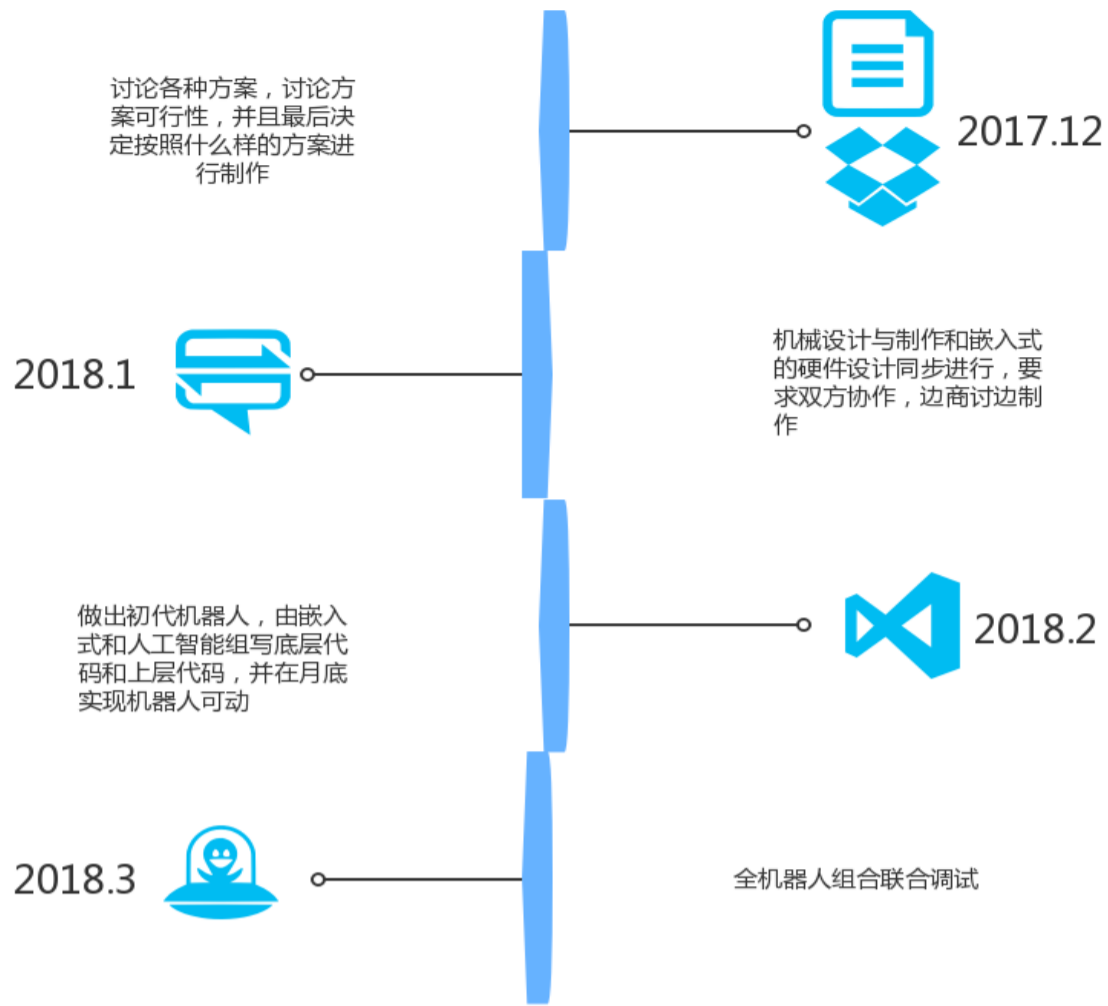 讨论各种方案，讨论方
案可行性，并且最后决
定按照什么样的方案进
行制作
2017.12
2018.1
机械设计与制作和嵌入式
的硬件设计同步进行，要
求双方协作，边商讨边制
作
做出初代机器人，由嵌入
式和人工智能组写底层代
码和上层代码，并在月底
实现机器人可动
2018.2
2018.3
全机器人组合联合调试